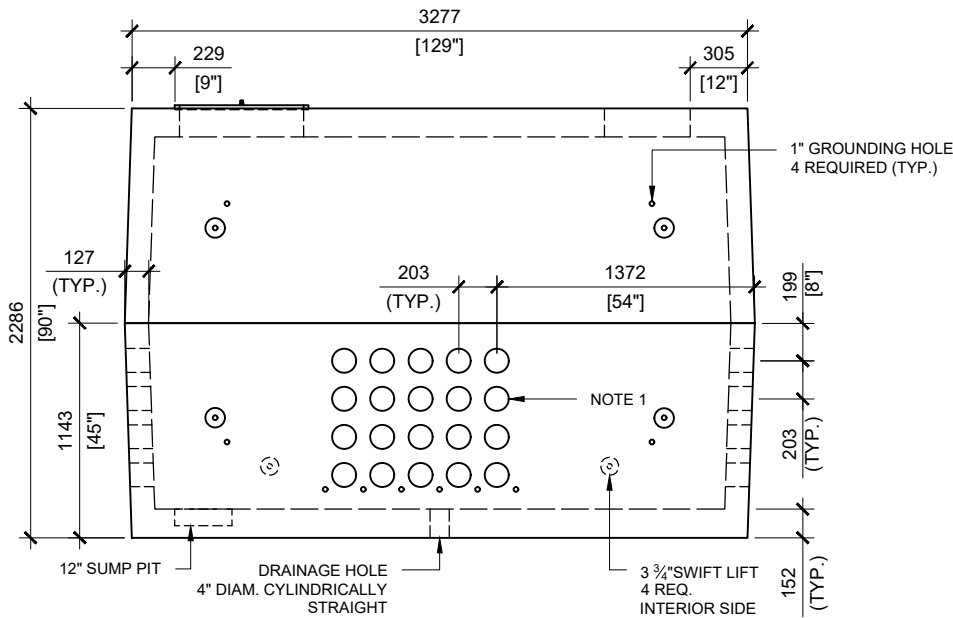 3277
[129"]
229
[9"]
305
[12"]
1" GROUNDING HOLE
4 REQUIRED (TYP.)
127
(TYP.)
203
(TYP.)
1372
[54"]
199
[8"]
2286
[90"]
1143
[45"]
NOTE 1
203
(TYP.)
12" SUMP PIT
DRAINAGE HOLE
4" DIAM. CYLINDRICALLY
STRAIGHT
3 ¾"SWIFT LIFT
4 REQ.
INTERIOR SIDE
152
(TYP.)